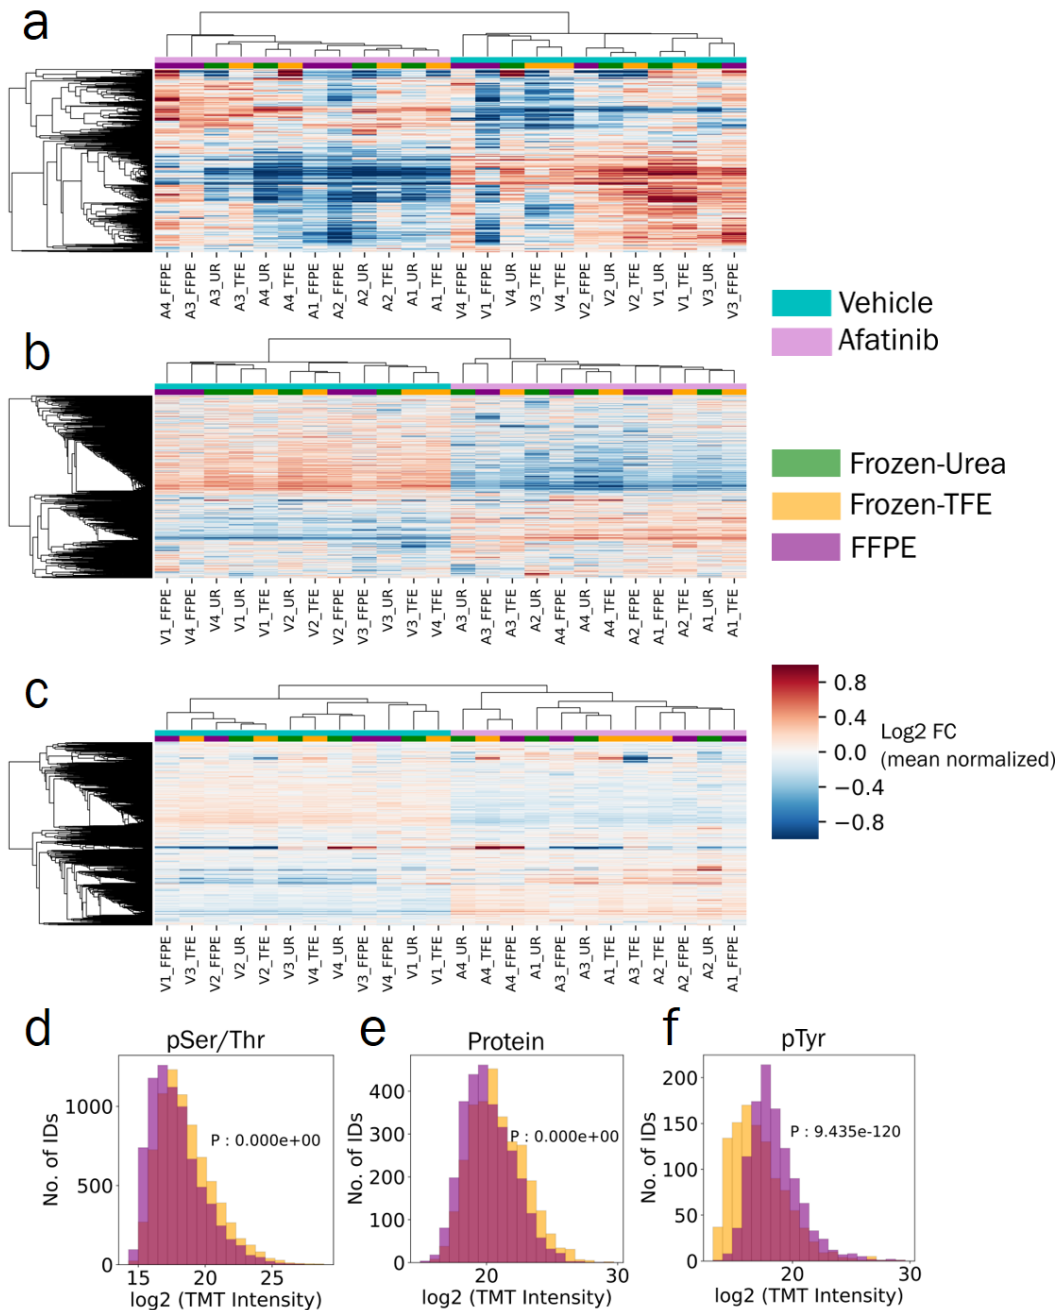 a
A4_FFPE A3_FFPE A3_UR A3_TFE A4_UR A4_TFE A1_FFPE A2_FFPE A2_UR A2_TFE A1_UR A1_TFE V4_FFPE V1_FFPE V4_UR V3_TFE V4_TFE V2_FFPE V2_UR V2_TFE V1_UR V1_TFE V3_UR V3_FFPE
Vehicle
Afatinib
b
V1_FFPE V4_FFPE V4_UR V1_UR V1_TFE V2_UR V2_TFE V2_FFPE V3_FFPE V3_UR V3_TFE V4_TFE A3_UR A3_FFPE A3_TFE A2_UR A4_FFPE A4_UR A4_TFE A2_FFPE A1_FFPE A2_TFE A1_UR A1_TFE
Frozen-Urea
Frozen-TFE
FFPE
c
V1_FFPE V3_TFE V2_FFPE V2_UR V2_TFE V3_UR V4_TFE V4_UR V3_FFPE V4_FFPE V1_UR V1_TFE A4_UR A4_TFE A4_FFPE A1_UR A3_FFPE A3_UR A1_TFE A3_TFE A2_TFE A2_FFPE A2_UR A1_FFPE
0.8
0.4
0.0
−0.4
−0.8
Log2 FC
(mean normalized)
d
pSer/Thr
No. of IDs
1000
500
0
P : 0.000e+00
15 20 25
log2 (TMT Intensity)
e
Protein
No. of IDs
400
300
200
100
0
P : 0.000e+00
20 30
log2 (TMT Intensity)
f
pTyr
No. of IDs
200
150
100
50
0
P : 9.435e-120
20 30
log2 (TMT Intensity)